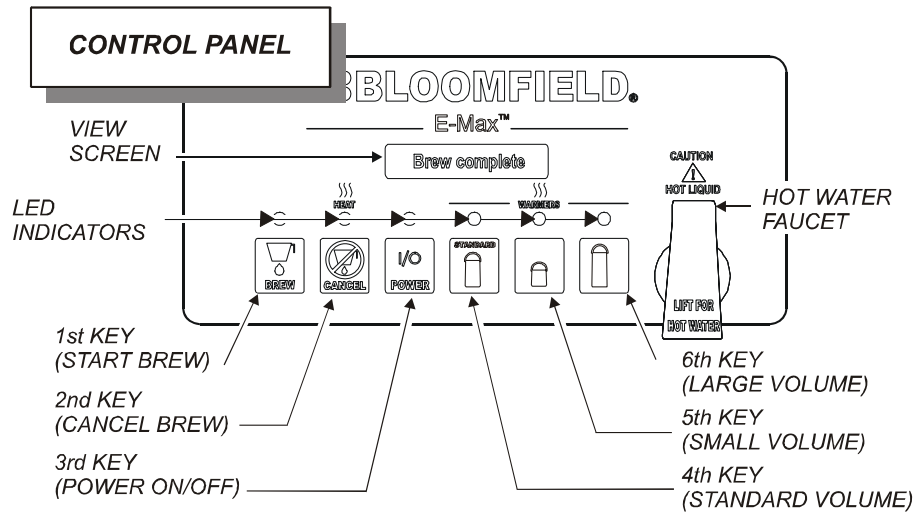 CONTROL PANEL
BLOOMFIELD®
E-Max™
VIEW
SCREEN
Brew complete
CAUTION
HOT LIQUID
HEAT
WARMERS
LED
INDICATORS
HOT WATER
FAUCET
BREW
CANCEL
I/O
POWER
STANDARD
LIFT FOR
HOT WATER
1st KEY
(START BREW)
2nd KEY
(CANCEL BREW)
3rd KEY
(POWER ON/OFF)
6th KEY
(LARGE VOLUME)
5th KEY
(SMALL VOLUME)
4th KEY
(STANDARD VOLUME)